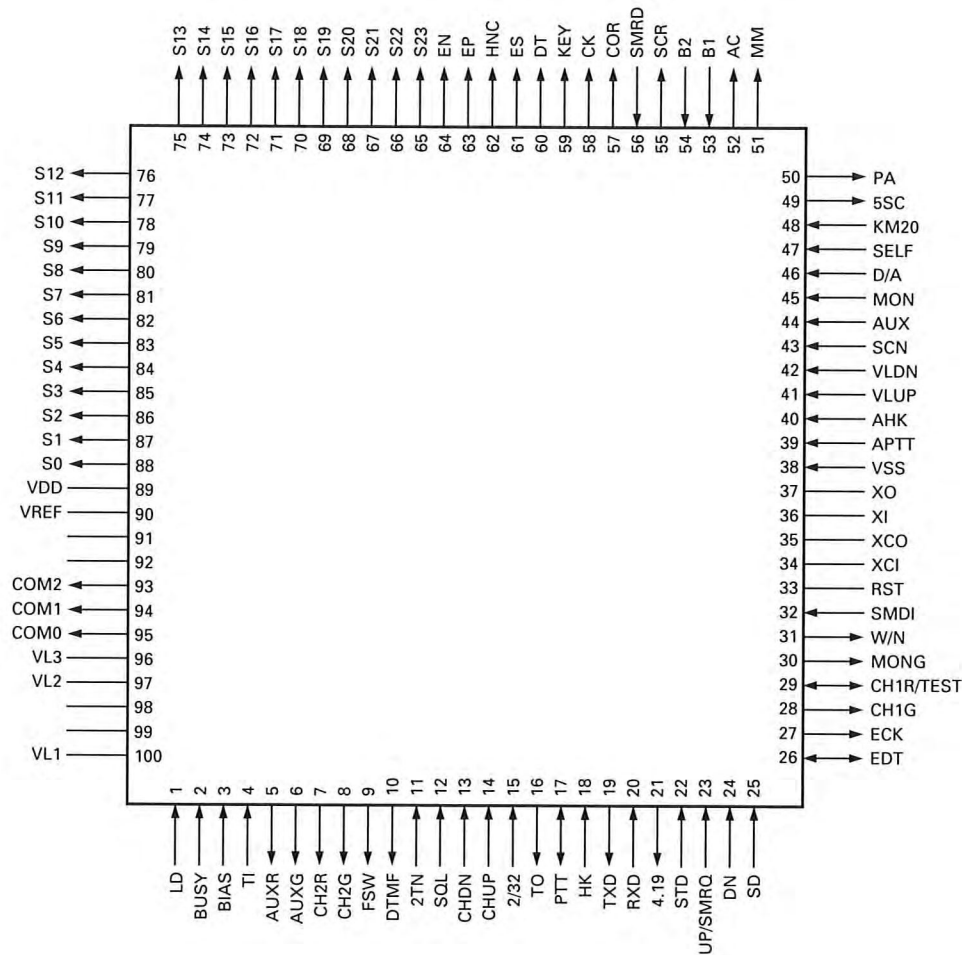 S13 S14 S15 S16 S17 S18 S19 S20 S21 S22 S23 EN EP HNC ES DT KEY CK COR SMRD SCR B2 B1 AC MM
75 74 73 72 71 70 69 68 67 66 65 64 63 62 61 60 59 58 57 56 55 54 53 52 51
S12 76
S11 77
S10 78
S9 79
S8 80
S7 81
S6 82
S5 83
S4 84
S3 85
S2 86
S1 87
S0 88
VDD 89
VREF 90
91
92
COM2 93
COM1 94
COM0 95
VL3 96
VL2 97
98
99
VL1 100
50 PA
49 5SC
48 KM20
47 SELF
46 D/A
45 MON
44 AUX
43 SCN
42 VLDN
41 VLUP
40 AHK
39 APTT
38 VSS
37 XO
36 XI
35 XCO
34 XCI
33 RST
32 SMDI
31 W/N
30 MONG
29 CH1R/TEST
28 CH1G
27 ECK
26 EDT
1 2 3 4 5 6 7 8 9 10 11 12 13 14 15 16 17 18 19 20 21 22 23 24 25
LD BUSY BIAS TI AUXR AUXG CH2R CH2G FSW DTMF 2TN SQL CHDN CHUP 2/32 TO PTT HK TXD RXD 4.19 STD UP/SMRQ DN SD